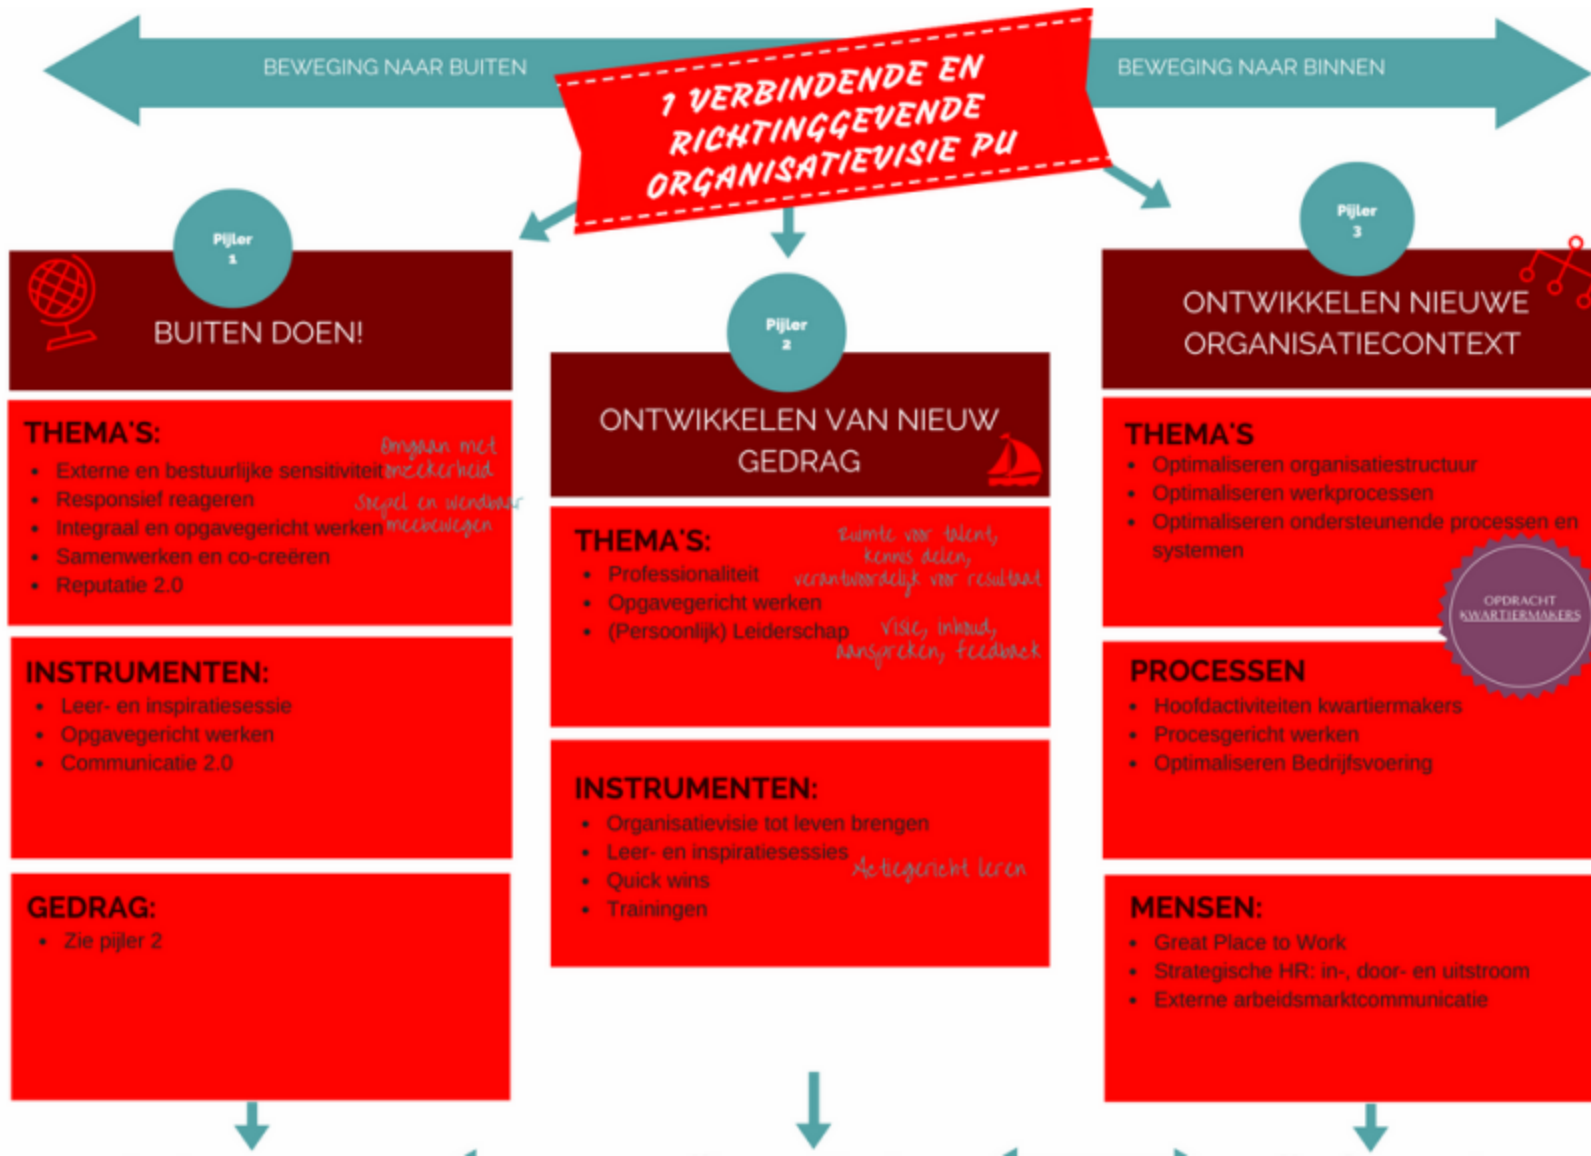 BEWEGING NAAR BUITEN
1 VERBINDENDE EN
RICHTINGGEVENDE
ORGANISATIEVISIE PU
BEWEGING NAAR BINNEN
Pijler
1
BUITEN DOEN!
THEMA'S:
Omgaan met
onzekerheid
• Externe en bestuurlijke sensitiviteit
• Responsief reageren
Soepel en wendbaar
meebewegen
• Integraal en opgavegericht werken
• Samenwerken en co-creëren
• Reputatie 2.0
INSTRUMENTEN:
• Leer- en inspiratiesessie
• Opgavegericht werken
• Communicatie 2.0
GEDRAG:
• Zie pijler 2
Pijler
2
ONTWIKKELEN VAN NIEUW
GEDRAG
THEMA'S:
Ruimte voor talent,
kennis delen,
verantwoordelijk voor resultaat
• Professionaliteit
• Opgavegericht werken
• (Persoonlijk) Leiderschap
Visie, inhoud,
aanspreken, feedback
INSTRUMENTEN:
• Organisatievisie tot leven brengen
• Leer- en inspiratiesessies
Actiegericht leren
• Quick wins
• Trainingen
Pijler
3
ONTWIKKELEN NIEUWE
ORGANISATIECONTEXT
THEMA'S
• Optimaliseren organisatiestructuur
• Optimaliseren werkprocessen
• Optimaliseren ondersteunende processen en
systemen
OPDRACHT
KWARTIERMAKERS
PROCESSEN
• Hoofdactiviteiten kwartiermakers
• Procesgericht werken
• Optimaliseren Bedrijfsvoering
MENSEN:
• Great Place to Work
• Strategische HR: in-, door- en uitstroom
• Externe arbeidsmarktcommunicatie